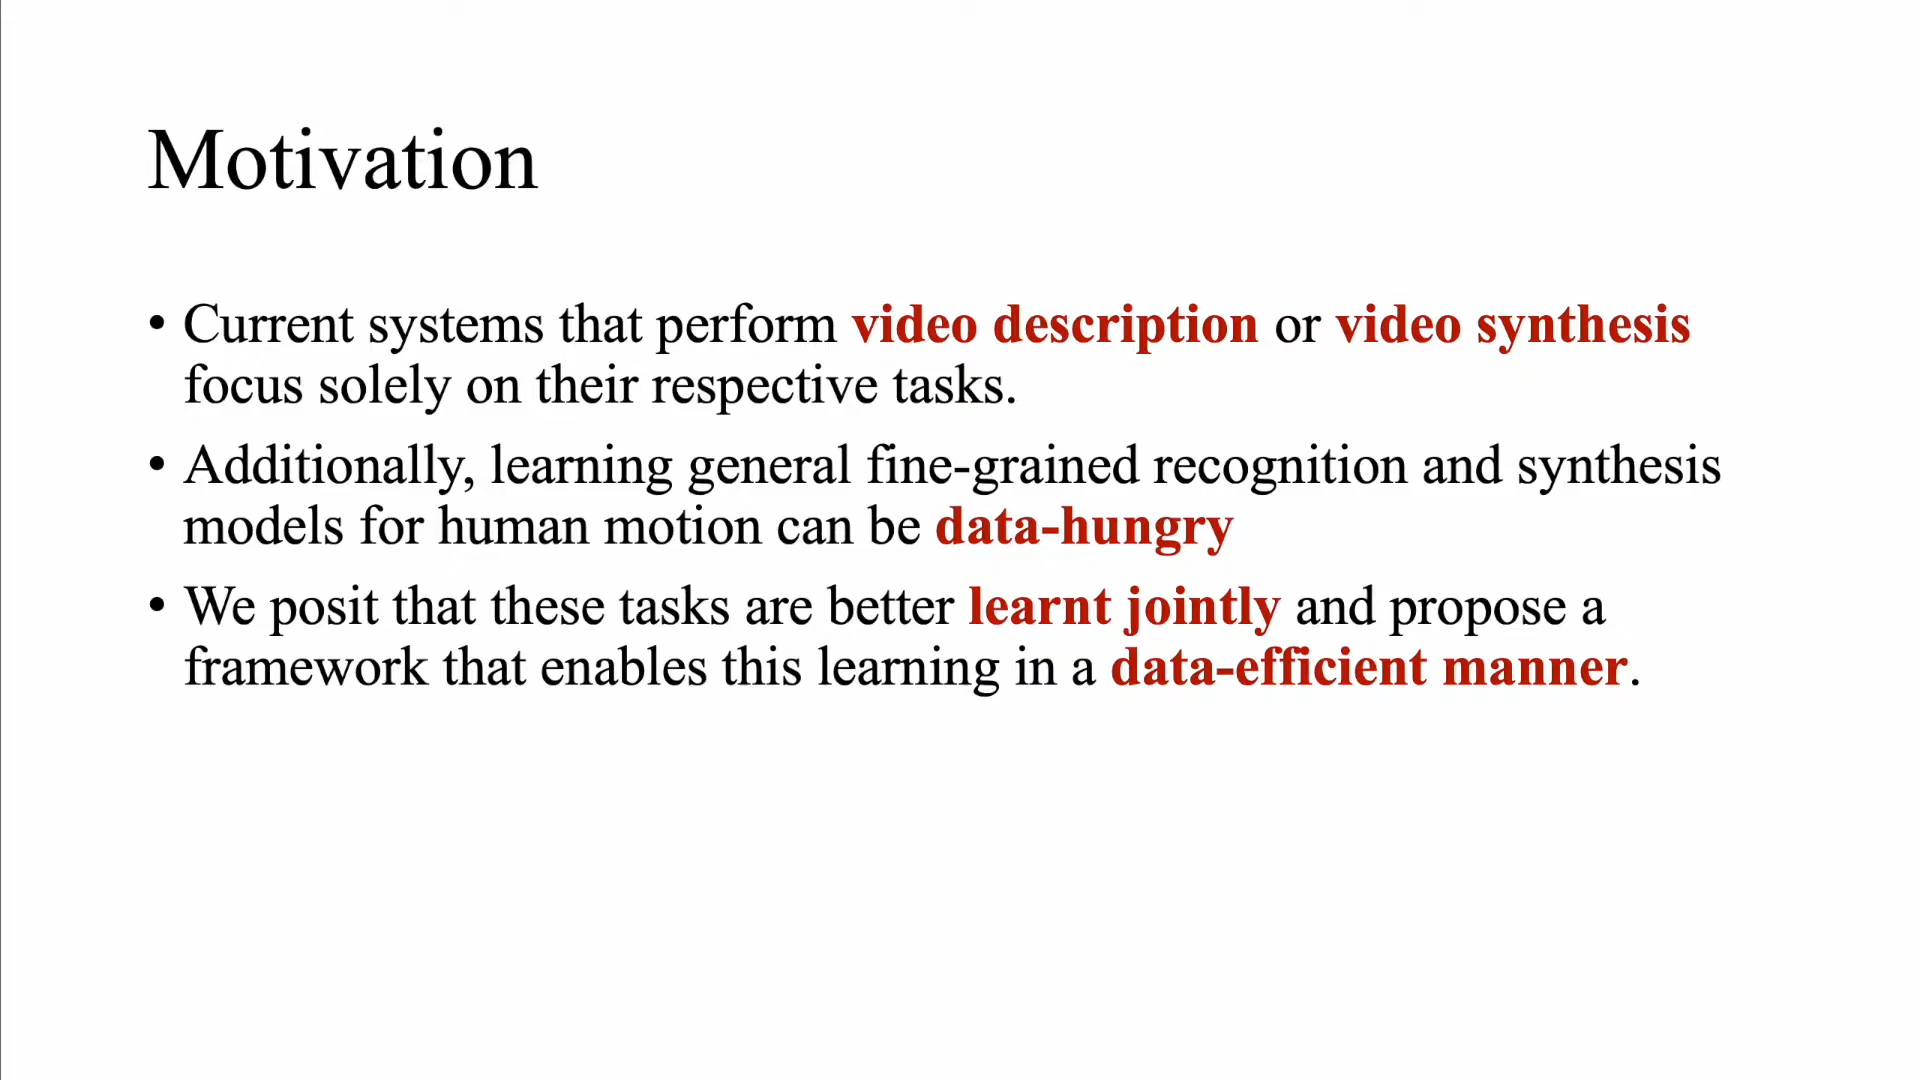 Motivation
• Current systems that perform video description or video synthesis
focus solely on their respective tasks.
• Additionally, learning general fine-grained recognition and synthesis
models for human motion can be data-hungry
• We posit that these tasks are better learnt jointly and propose a
framework that enables this learning in a data-efficient manner.